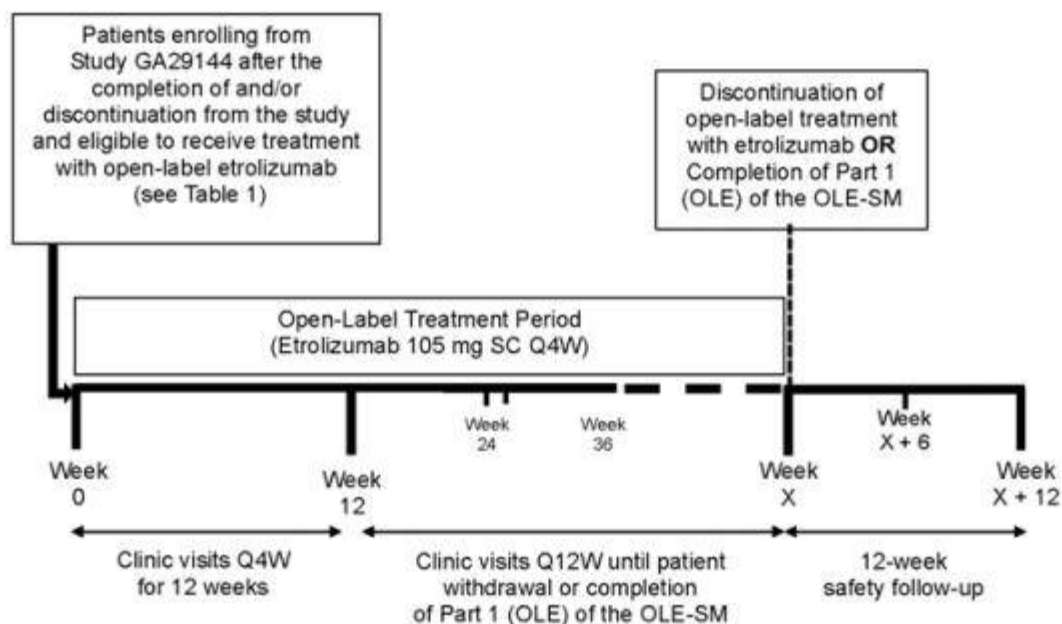 Patients enrolling from
Study GA29144 after the
completion of and/or
discontinuation from the study
and eligible to receive treatment
with open-label etrolizumab
(see Table 1)
Discontinuation of
open-label treatment
with etrolizumab OR
Completion of Part 1
(OLE) of the OLE-SM
Open-Label Treatment Period
(Etrolizumab 105 mg SC Q4W)
Week
0
Week
12
Week
24
Week
36
Week
X
Week
X + 6
Week
X + 12
Clinic visits Q4W
for 12 weeks
Clinic visits Q12W until patient
withdrawal or completion
of Part 1 (OLE) of the OLE-SM
12-week
safety follow-up